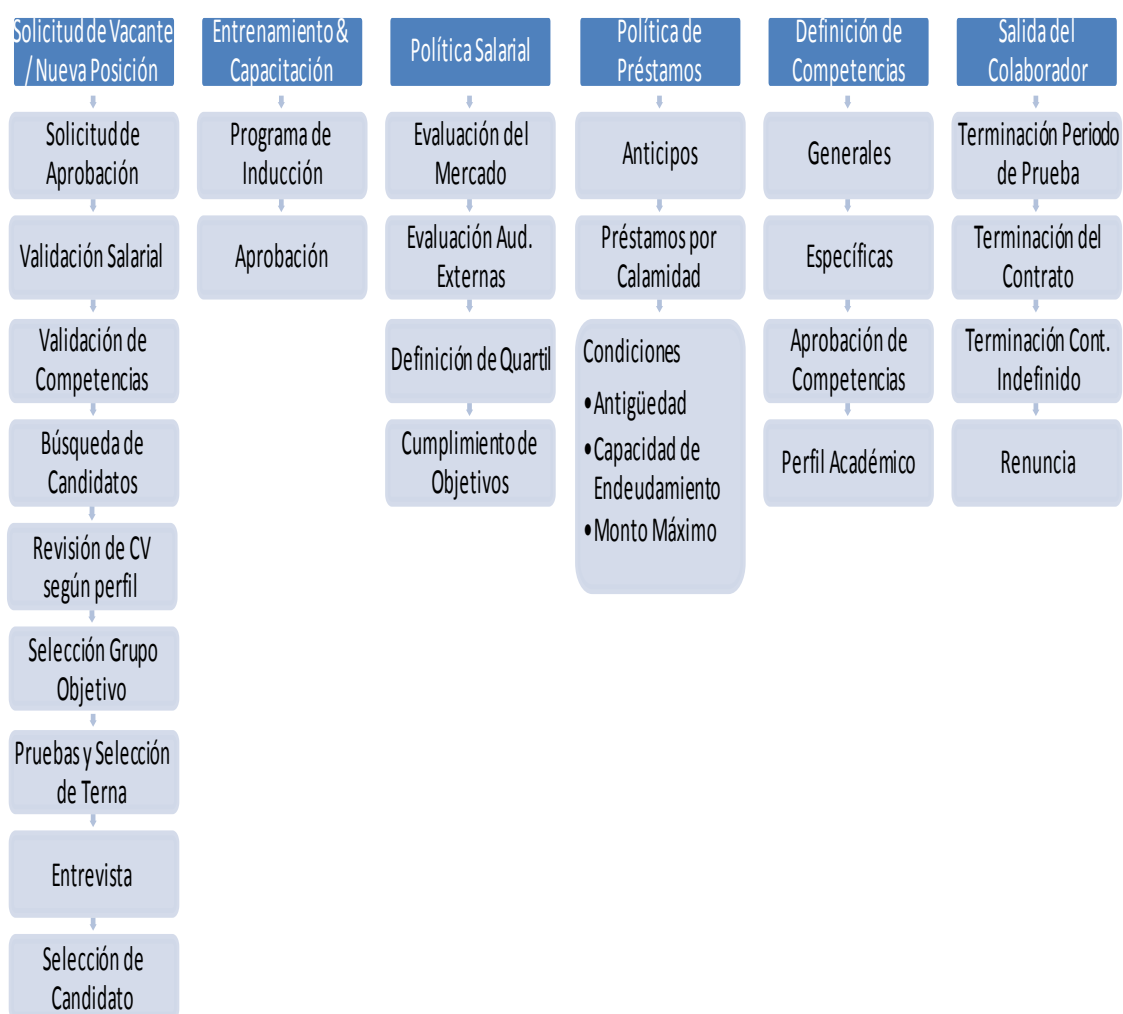 Solicitud de Vacante
/ Nueva Posición
Solicitud de
Aprobación
Validación Salarial
Validación de
Competencias
Búsqueda de
Candidatos
Revisión de CV
según perfil
Selección Grupo
Objetivo
Pruebas y Selección
de Terna
Entrevista
Selección de
Candidato
Entrenamiento &
Capacitación
Programa de
Inducción
Aprobación
Política Salarial
Evaluación del
Mercado
Evaluación Aud.
Externas
Definición de Quartil
Cumplimiento de
Objetivos
Política de
Préstamos
Anticipos
Préstamos por
Calamidad
Condiciones
•Antigüedad
•Capacidad de
Endeudamiento
•Monto Máximo
Definición de
Competencias
Generales
Específicas
Aprobación de
Competencias
Perfil Académico
Salida del
Colaborador
Terminación Periodo
de Prueba
Terminación del
Contrato
Terminación Cont.
Indefinido
Renuncia